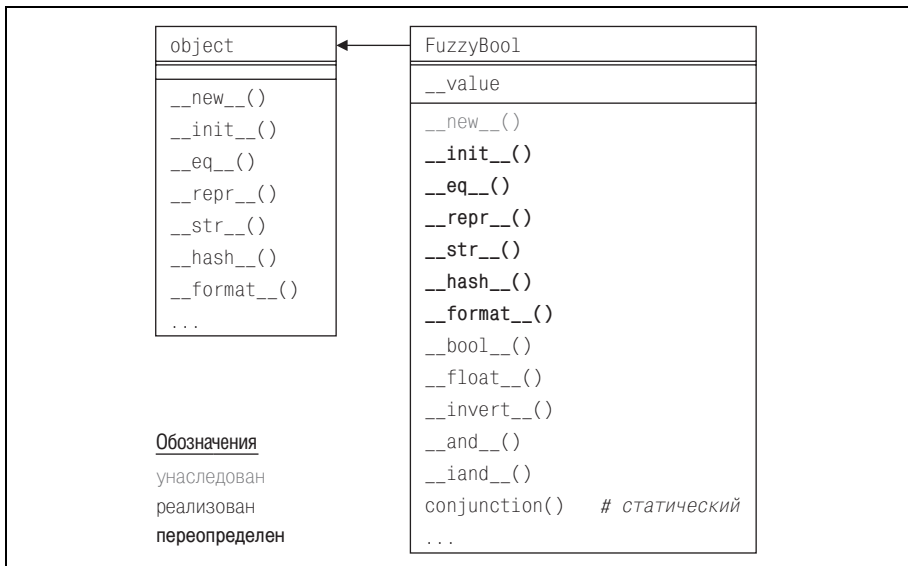 object
__new__()
__init__()
__eq__()
__repr__()
__str__()
__hash__()
__format__()
...
FuzzyBool
__value
__new__()
__init__()
__eq__()
__repr__()
__str__()
__hash__()
__format__()
__bool__()
__float__()
__invert__()
__and__()
__iand__()
conjunction() # статический
...
Обозначения
унаследован
реализован
переопределен